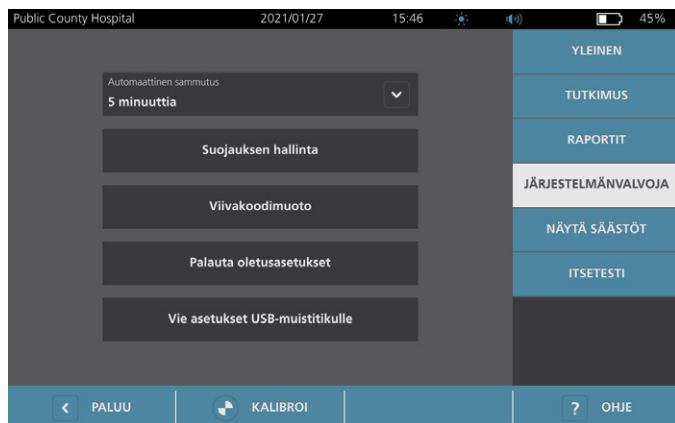 Public County Hospital 2021/01/27 15:46 45%
YLEINEN
Automaattinen sammutus
5 minuuttia
TUTKIMUS
Suojauksen hallinta
RAPORTIT
JÄRJESTELMÄNVALVOJA
Viivakoodimuoto
NÄYTÄ SÄÄSTÖT
Palauta oletusasetukset
ITSETESTI
Vie asetukset USB-muistitikulle
PALUU KALIBROI ? OHJE